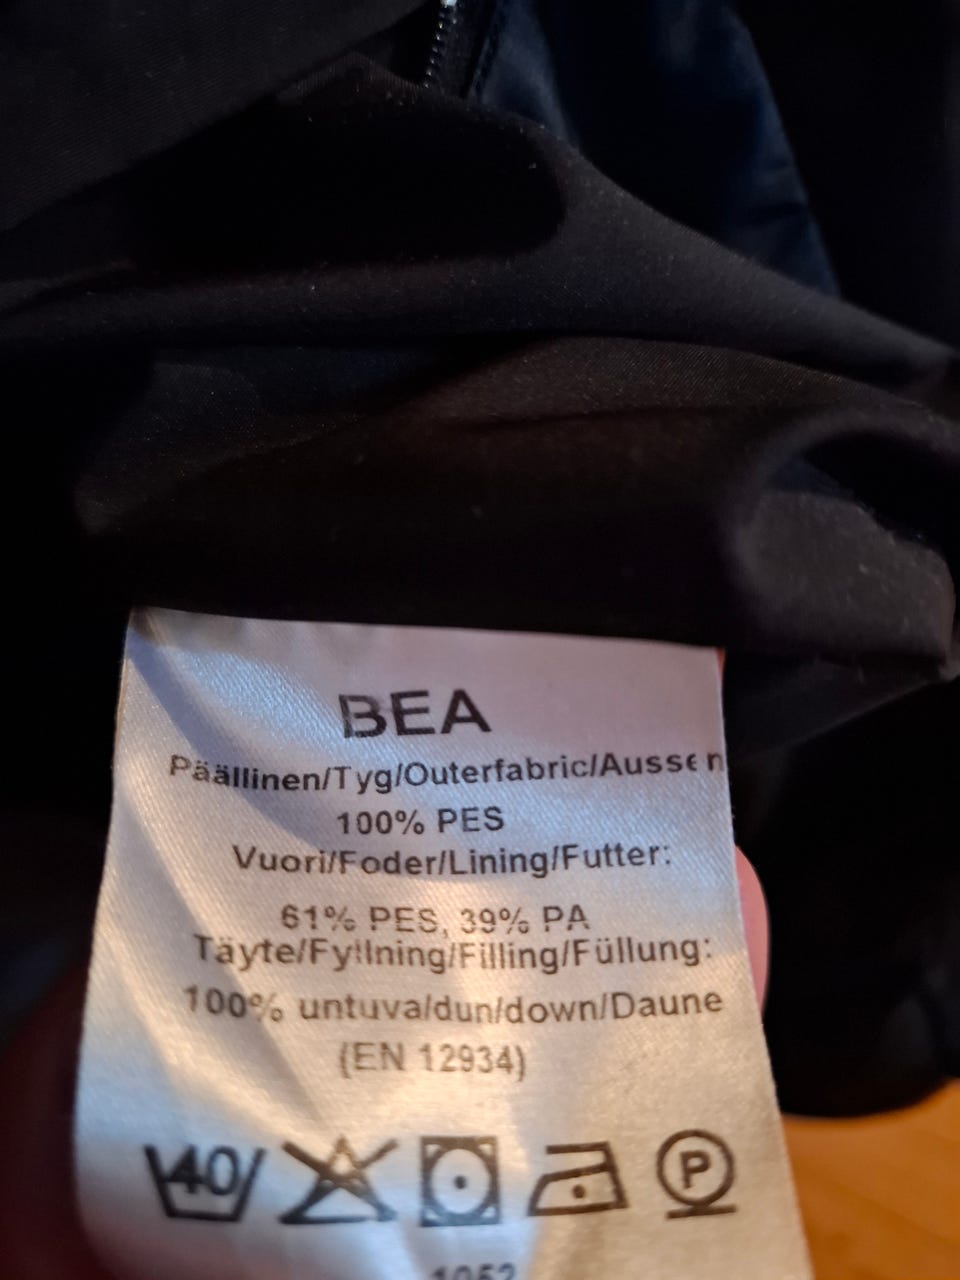 BEA
Päällinen/Tyg/Outerfabric/Aussen
100% PES
Vuori/Foder/Lining/Futter:
61% PES, 39% PA
Täyte/Fyllning/Filling/Füllung:
100% untuva/dun/down/Daune
(EN 12934)
40 P